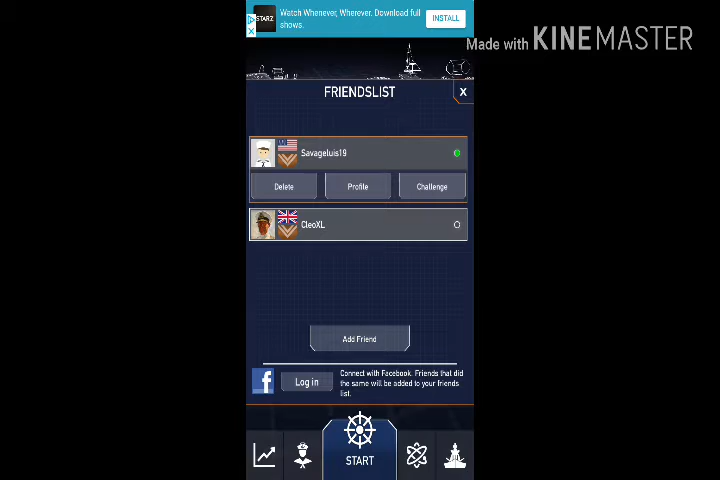 Watch Whenever, Wherever. Download full
shows.
STARZ
INSTALL
Made with KINEMASTER
FRIENDSLIST
X
Savageluis19
Delete
Profile
Challenge
CleoXL
Add Friend
f
Log in
Connect with Facebook. Friends that did
the same will be added to your friends
list.
START